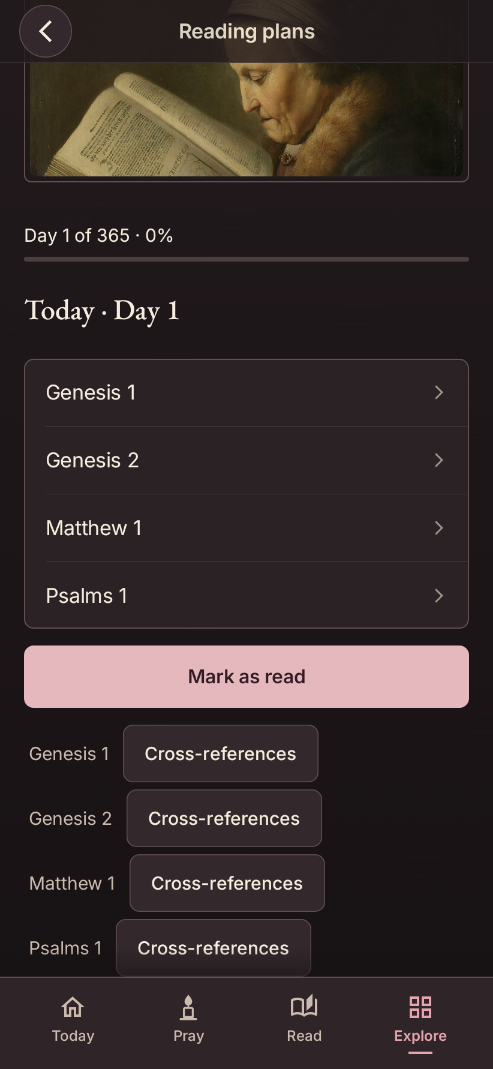 Reading plans
Day 1 of 365 · 0%
Today · Day 1
Genesis 1
Genesis 2
Matthew 1
Psalms 1
Mark as read
Genesis 1 Cross-references
Genesis 2 Cross-references
Matthew 1 Cross-references
Psalms 1 Cross-references
Today Pray Read Explore